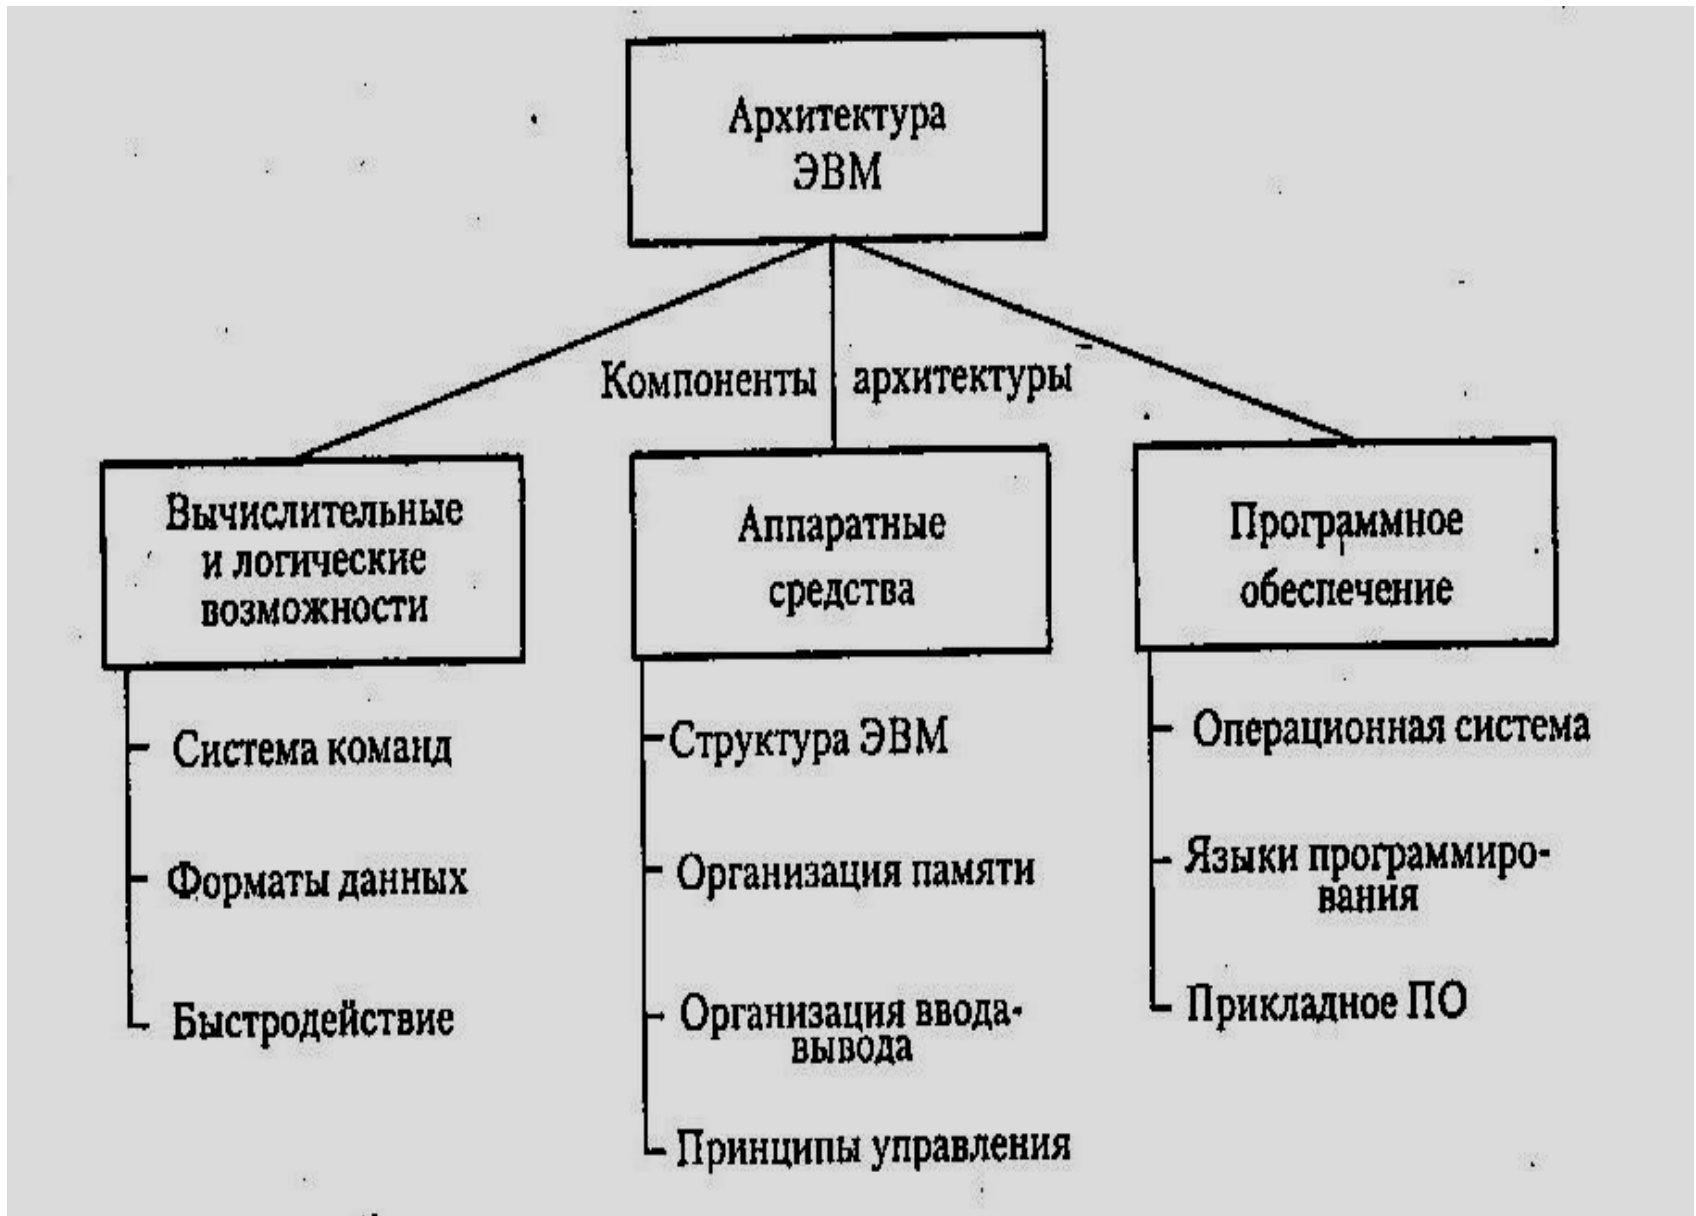 Архитектура
ЭВМ
Компоненты архитектуры
Вычислительные
и логические
возможности
Система команд
Форматы данных
Быстродействие
Аппаратные
средства
Структура ЭВМ
Организация памяти
Организация ввода-
вывода
Принципы управления
Программное
обеспечение
Операционная система
Языки программиро-
вания
Прикладное ПО